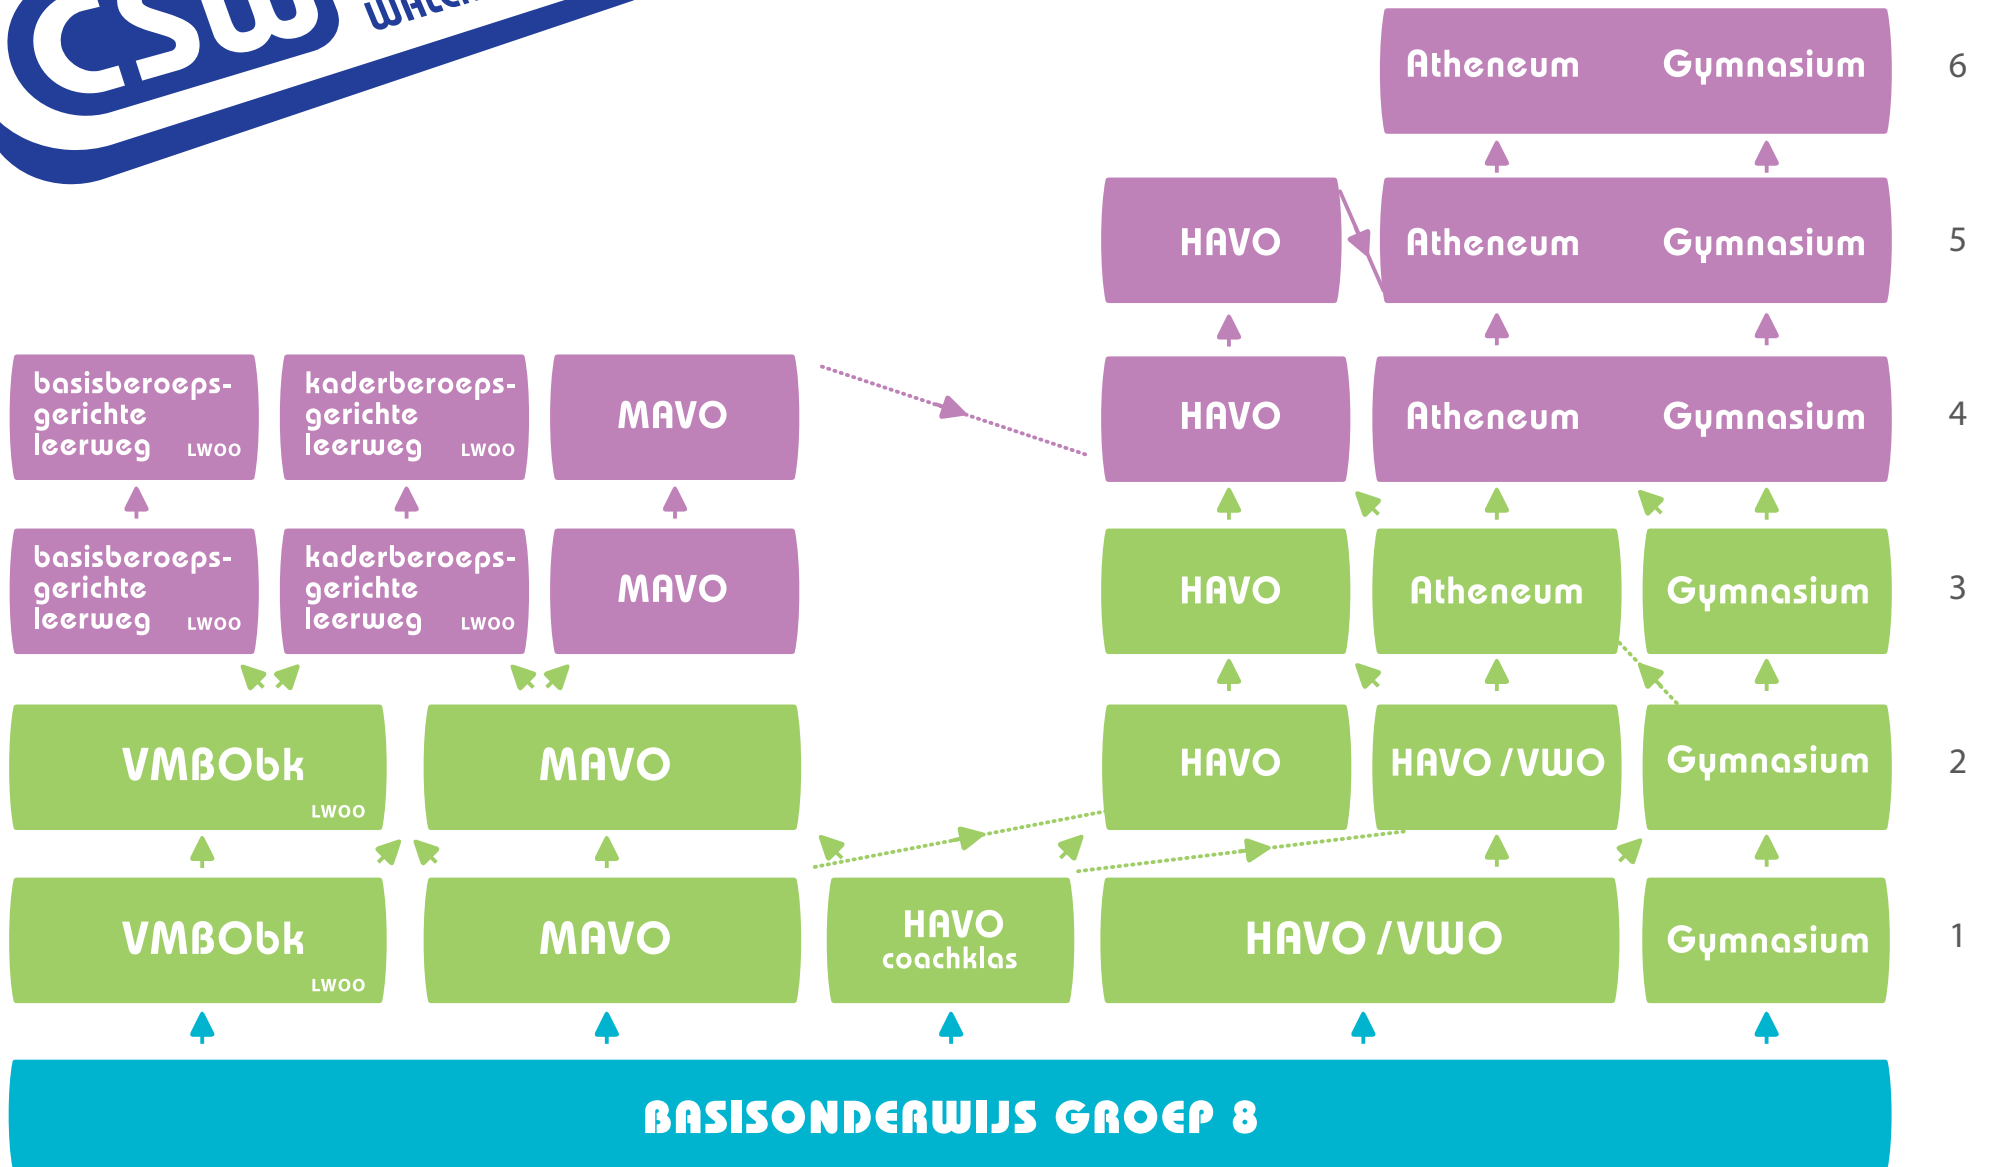 CSW
Atheneum Gymnasium 6
HAVO Atheneum Gymnasium 5
basisberoeps-
gerichte
leerweg LWOO
kaderberoeps-
gerichte
leerweg LWOO
MAVO
HAVO Atheneum Gymnasium 4
basisberoeps-
gerichte
leerweg LWOO
kaderberoeps-
gerichte
leerweg LWOO
MAVO
HAVO Atheneum Gymnasium 3
VMBObk
LWOO
MAVO
HAVO HAVO /VWO Gymnasium 2
VMBObk
LWOO
MAVO
HAVO
coachklas
HAVO /VWO Gymnasium 1
BASISONDERWIJS GROEP 8